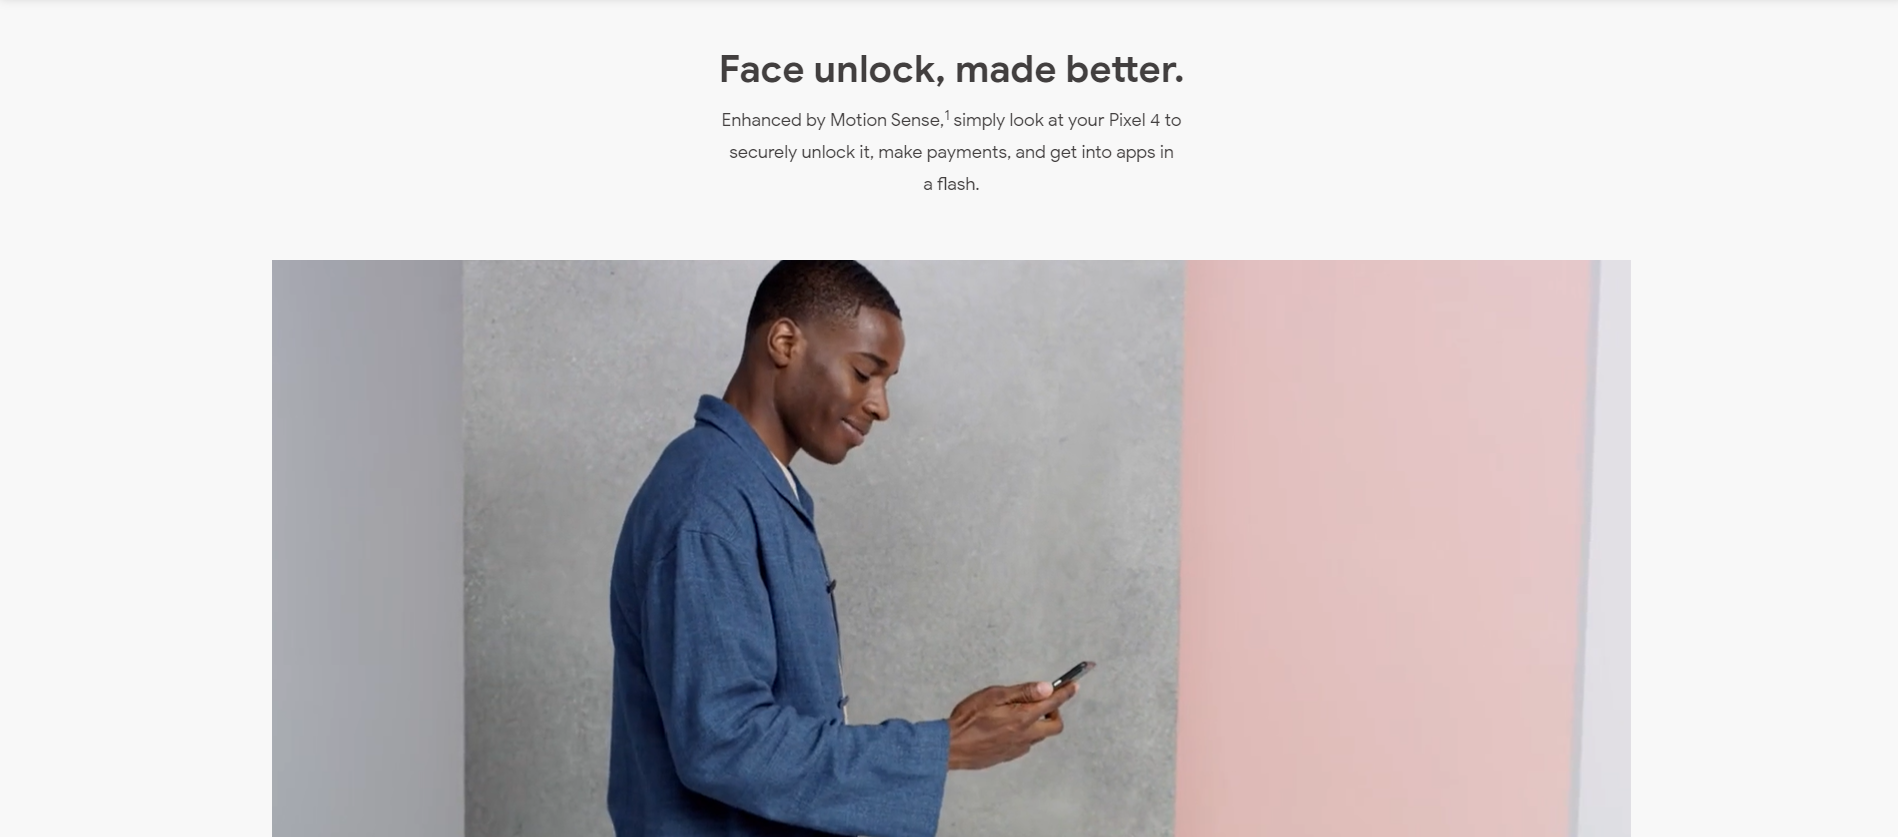 Face unlock, made better.
Enhanced by Motion Sense,¹ simply look at your Pixel 4 to
securely unlock it, make payments, and get into apps in
a flash.